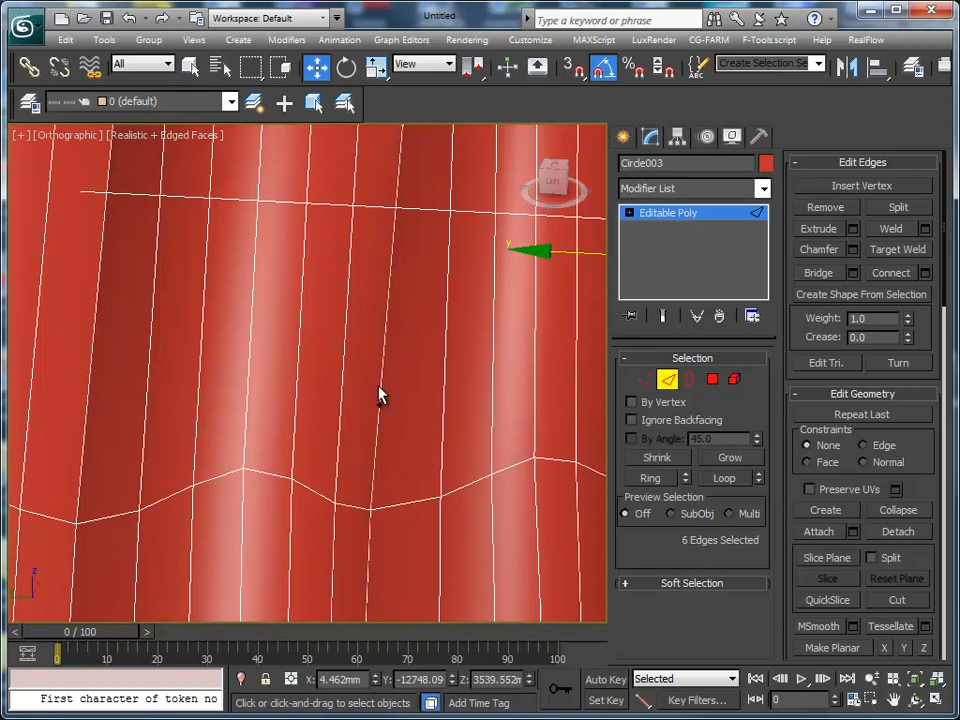 Workspace: Default
Untitled
Type a keyword or phrase
Edit Tools Group Views Create Modifiers Animation Graph Editors Rendering Customize MAXScript LuxRender CG-FARM F-Tools.script Help RealFlow
All
View
3
Create Selection Se
0 (default)
[+] [Orthographic] [Realistic + Edged Faces]
LEFT
y
z
Circle003
Modifier List
Editable Poly
Selection
By Vertex
Ignore Backfacing
By Angle: 45.0
Shrink Grow
Ring Loop
Preview Selection
Off SubObj Multi
6 Edges Selected
Soft Selection
Edit Edges
Insert Vertex
Remove Split
Extrude Weld
Chamfer Target Weld
Bridge Connect
Create Shape From Selection
Weight: 1.0
Crease: 0.0
Edit Tri. Turn
Edit Geometry
Repeat Last
Constraints
None Edge
Face Normal
Preserve UVs
Create Collapse
Attach Detach
Slice Plane Split
Slice Reset Plane
QuickSlice Cut
MSmooth Tessellate
Make Planar X Y Z
0 / 100
0 10 20 30 40 50 60 70 80 90 100
First character of token no
X: 4.462mm Y: -12748.09 Z: 3539.552m
Click or click-and-drag to select objects
Add Time Tag
Auto Key Selected
Set Key Key Filters...
0